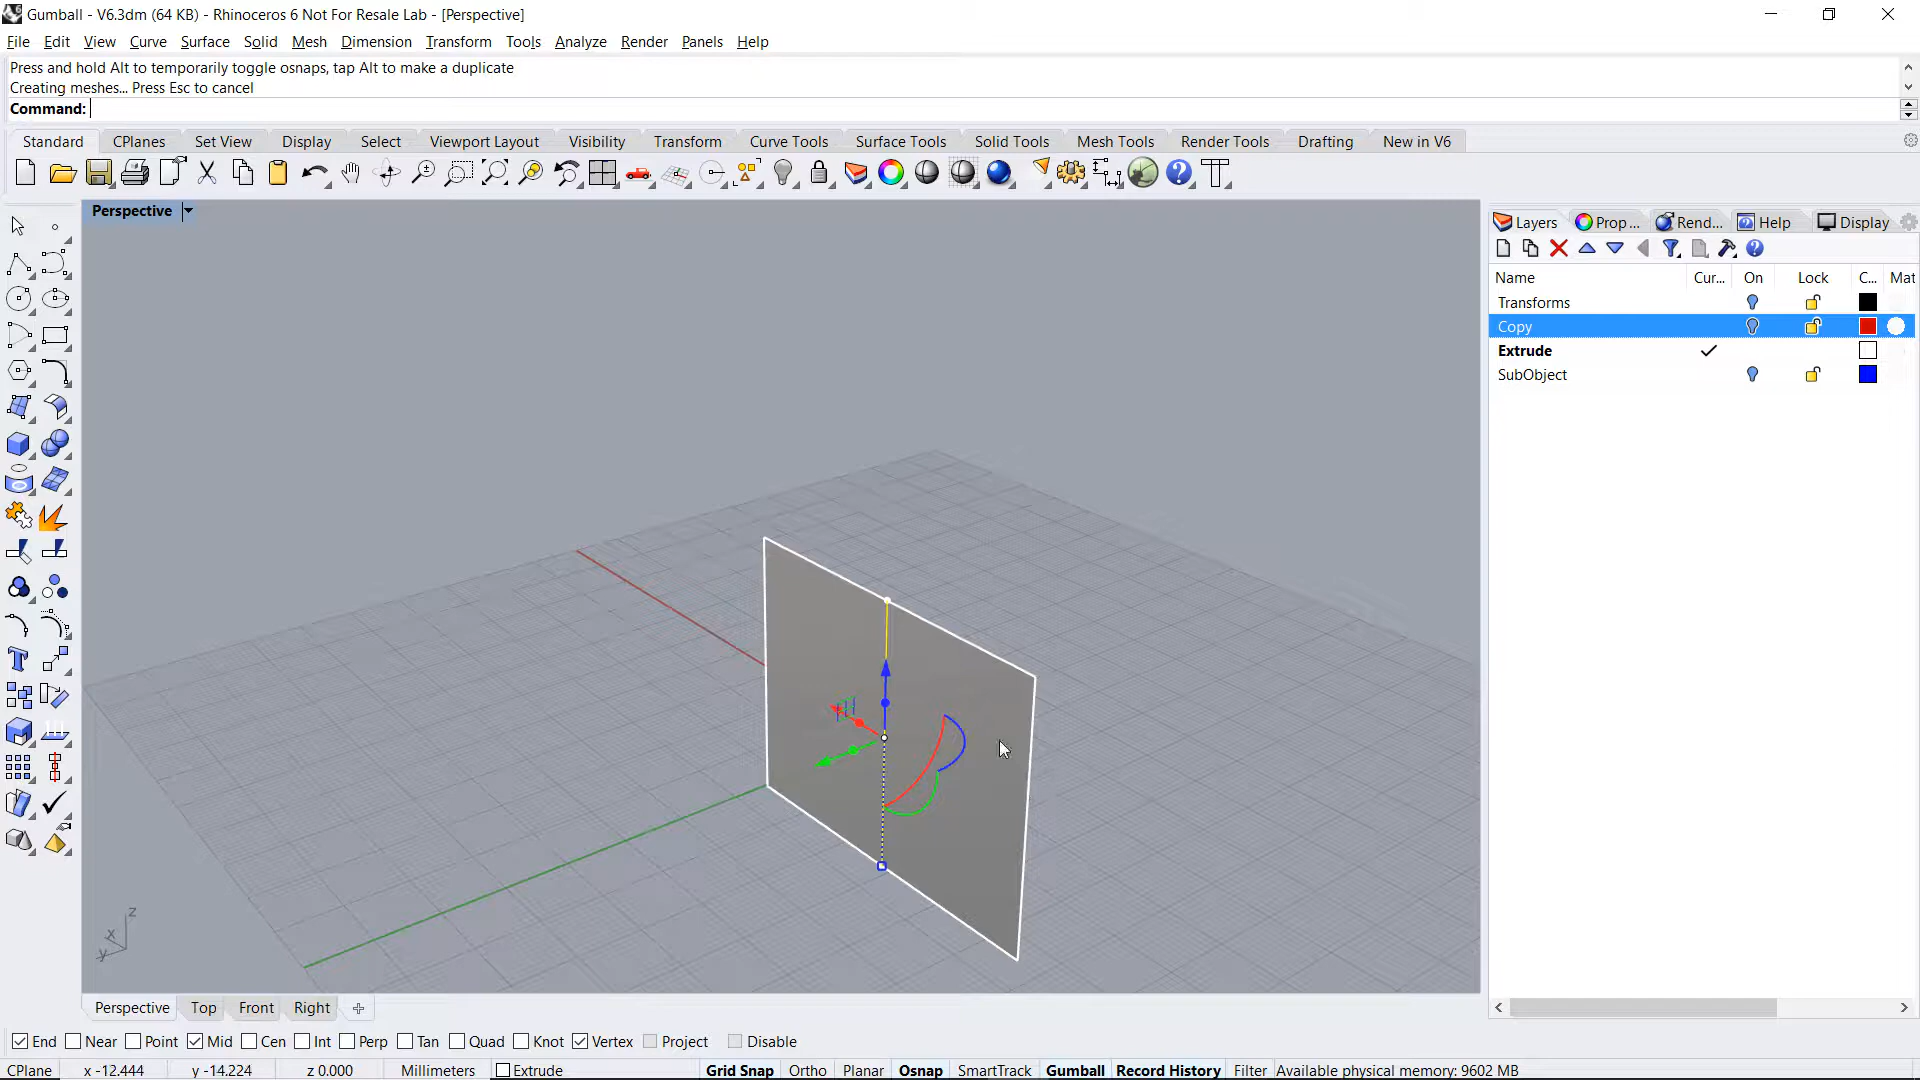 Gumball - V6.3dm (64 KB) - Rhinoceros 6 Not For Resale Lab - [Perspective]
File Edit View Curve Surface Solid Mesh Dimension Transform Tools Analyze Render Panels Help
Press and hold Alt to temporarily toggle osnaps, tap Alt to make a duplicate
Creating meshes... Press Esc to cancel
Command:
Standard CPlanes Set View Display Select Viewport Layout Visibility Transform Curve Tools Surface Tools Solid Tools Mesh Tools Render Tools Drafting New in V6
Perspective
Layers Prop ... Rend... Help Display
Name Cur... On Lock C... Mat
Transforms
Copy
Extrude
SubObject
z
x
y
Perspective Top Front Right
End Near Point Mid Cen Int Perp Tan Quad Knot Vertex Project Disable
CPlane x -12.444 y -14.224 z 0.000 Millimeters Extrude Grid Snap Ortho Planar Osnap SmartTrack Gumball Record History Filter Available physical memory: 9602 MB